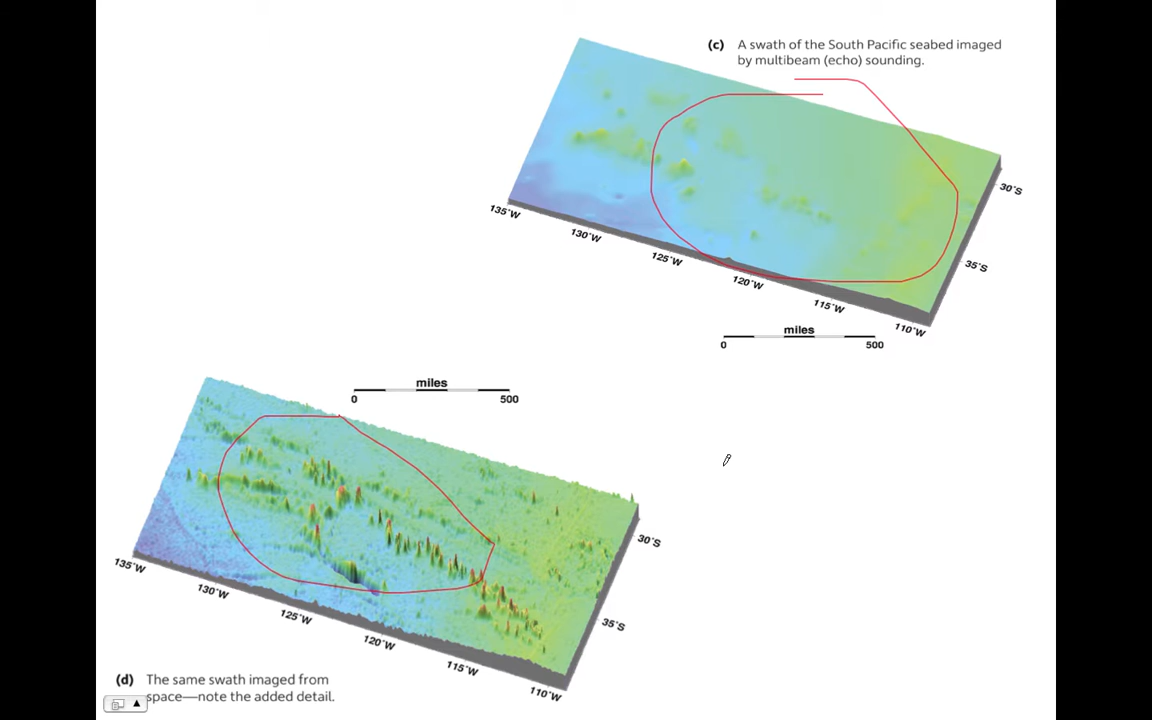 (c) A swath of the South Pacific seabed imaged
by multibeam (echo) sounding.
30°S
135°W
130°W
125°W
35°S
120°W
115°W
110°W
miles
0 500
miles
0 500
30°S
135°W
130°W
125°W
35°S
120°W
115°W
110°W
(d) The same swath imaged from
space—note the added detail.